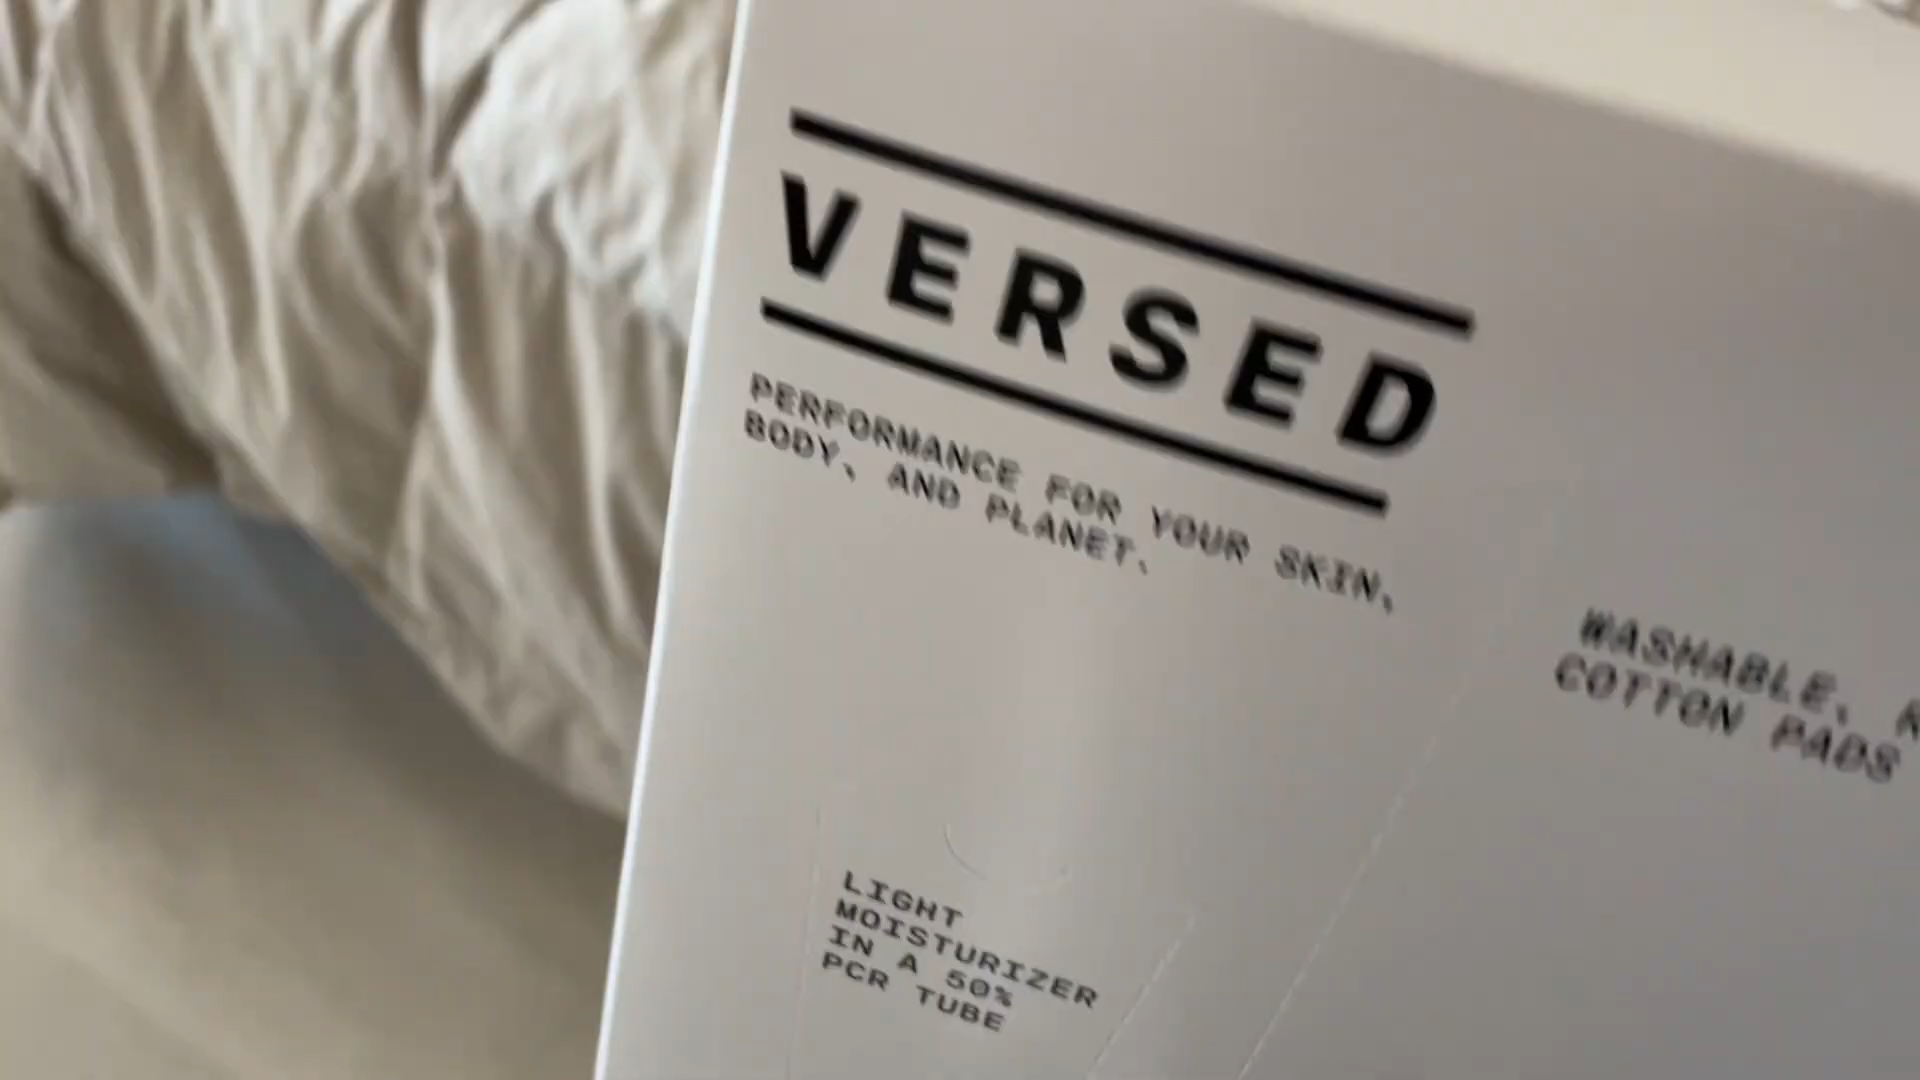 VERSED
PERFORMANCE FOR YOUR SKIN,
BODY, AND PLANET.
WASHABLE,
COTTON PADS
LIGHT
MOISTURIZER
IN A 50%
PCR TUBE